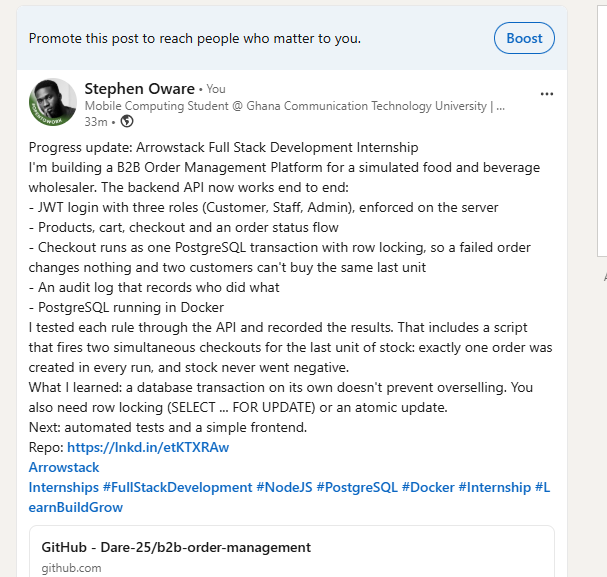 Promote this post to reach people who matter to you.
Boost
Stephen Oware • You
Mobile Computing Student @ Ghana Communication Technology University | ...
33m •
Progress update: Arrowstack Full Stack Development Internship
I'm building a B2B Order Management Platform for a simulated food and beverage
wholesaler. The backend API now works end to end:
- JWT login with three roles (Customer, Staff, Admin), enforced on the server
- Products, cart, checkout and an order status flow
- Checkout runs as one PostgreSQL transaction with row locking, so a failed order
changes nothing and two customers can't buy the same last unit
- An audit log that records who did what
- PostgreSQL running in Docker
I tested each rule through the API and recorded the results. That includes a script
that fires two simultaneous checkouts for the last unit of stock: exactly one order was
created in every run, and stock never went negative.
What I learned: a database transaction on its own doesn't prevent overselling. You
also need row locking (SELECT ... FOR UPDATE) or an atomic update.
Next: automated tests and a simple frontend.
Repo: https://lnkd.in/etKTXRAw
Arrowstack
Internships #FullStackDevelopment #NodeJS #PostgreSQL #Docker #Internship #L
earnBuildGrow
GitHub - Dare-25/b2b-order-management
github.com